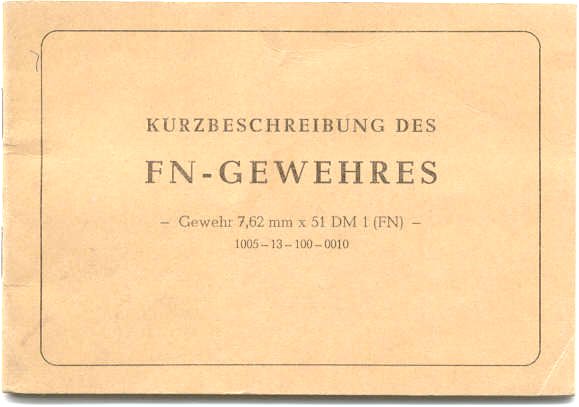 KURZBESCHREIBUNG DES
FN-GEWEHRES
– Gewehr 7,62 mm x 51 DM 1 (FN) –
1005–13–100–0010